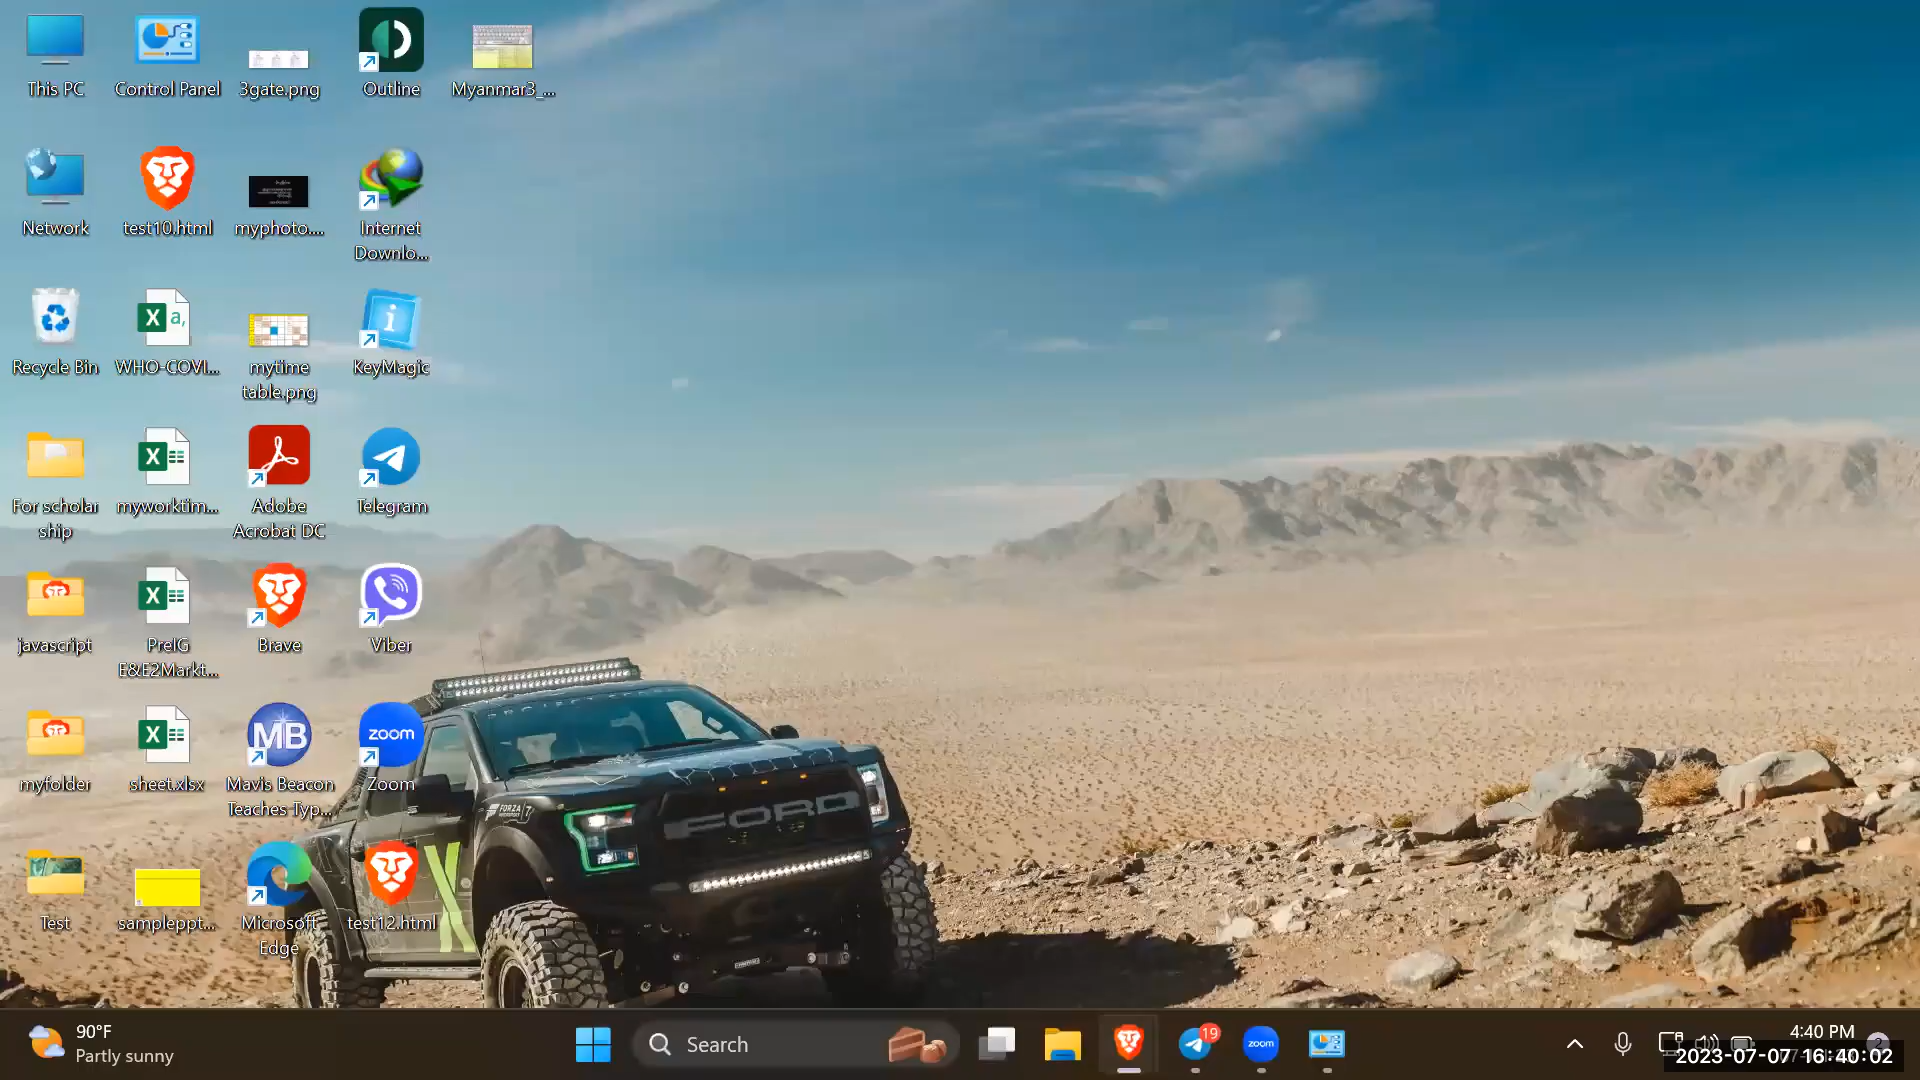 This PC
Control Panel
3gate.png
Outline
Myanmar3_...
Network
test10.html
myphoto....
Internet
Downlo...
Recycle Bin
WHO-COVI...
a,
mytime
table.png
KeyMagic
For scholar
ship
myworktim...
Adobe
Acrobat DC
Telegram
javascript
PreIG
E&E2Markt...
Brave
Viber
myfolder
sheet.xlsx
MB
Mavis Beacon
Teaches Typ...
zoom
Zoom
Test
sampleppt...
Microsoft
Edge
test12.html
FORZA
FORD
X
90°F
Partly sunny
Search
19
zoom
4:40 PM
2
2023-07-07 16:40:02